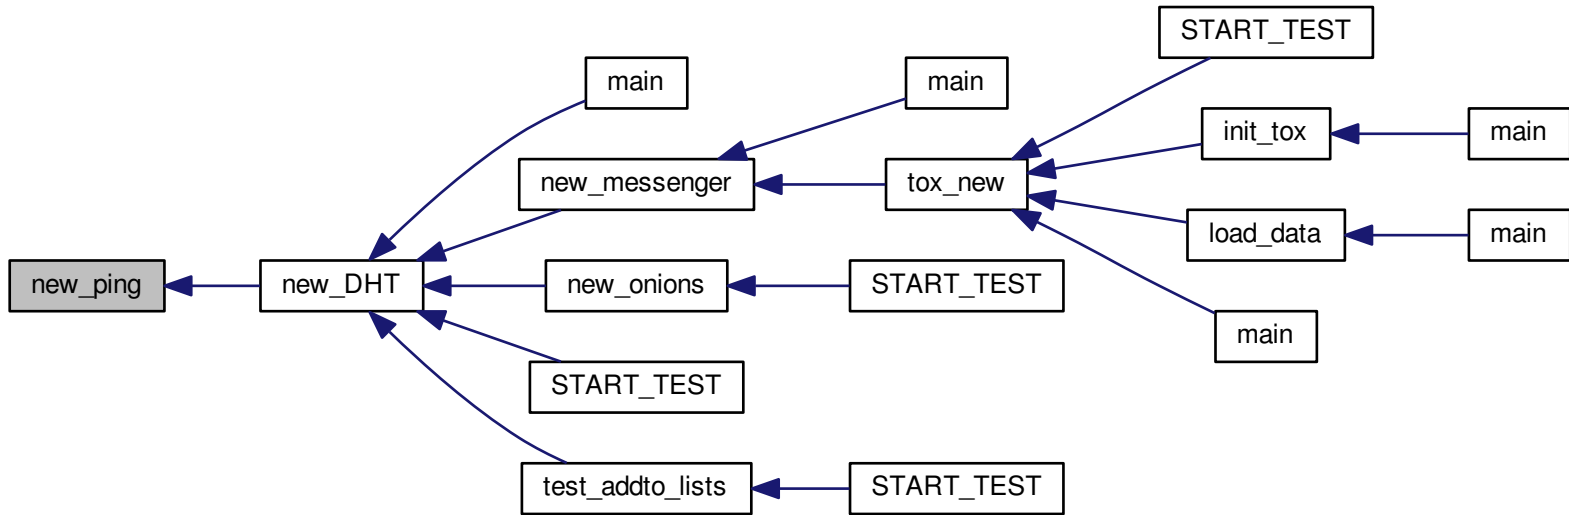 START_TEST
main
main
init_tox
main
new_messenger
tox_new
load_data
main
new_ping
new_DHT
new_onions
START_TEST
main
START_TEST
test_addto_lists
START_TEST